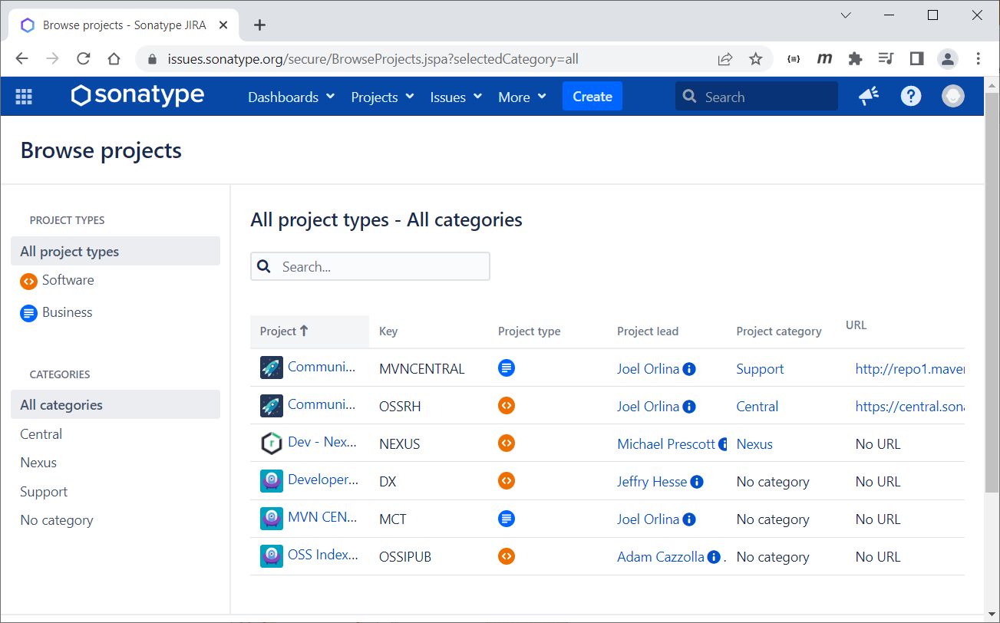 Browse projects - Sonatype JIRA
issues.sonatype.org/secure/BrowseProjects.jspa?selectedCategory=all
sonatype Dashboards Projects Issues More Create Search
Browse projects
PROJECT TYPES
All project types
Software
Business
CATEGORIES
All categories
Central
Nexus
Support
No category
All project types - All categories
Search...
Project Key Project type Project lead Project category URL
Communi... MVNCENTRAL Joel Orlina Support http://repo1.maven
Communi... OSSRH Joel Orlina Central https://central.sona
Dev - Nex... NEXUS Michael Prescott Nexus No URL
Developer... DX Jeffry Hesse No category No URL
MVN CEN... MCT Joel Orlina No category No URL
OSS Index... OSSIPUB Adam Cazzolla . No category No URL